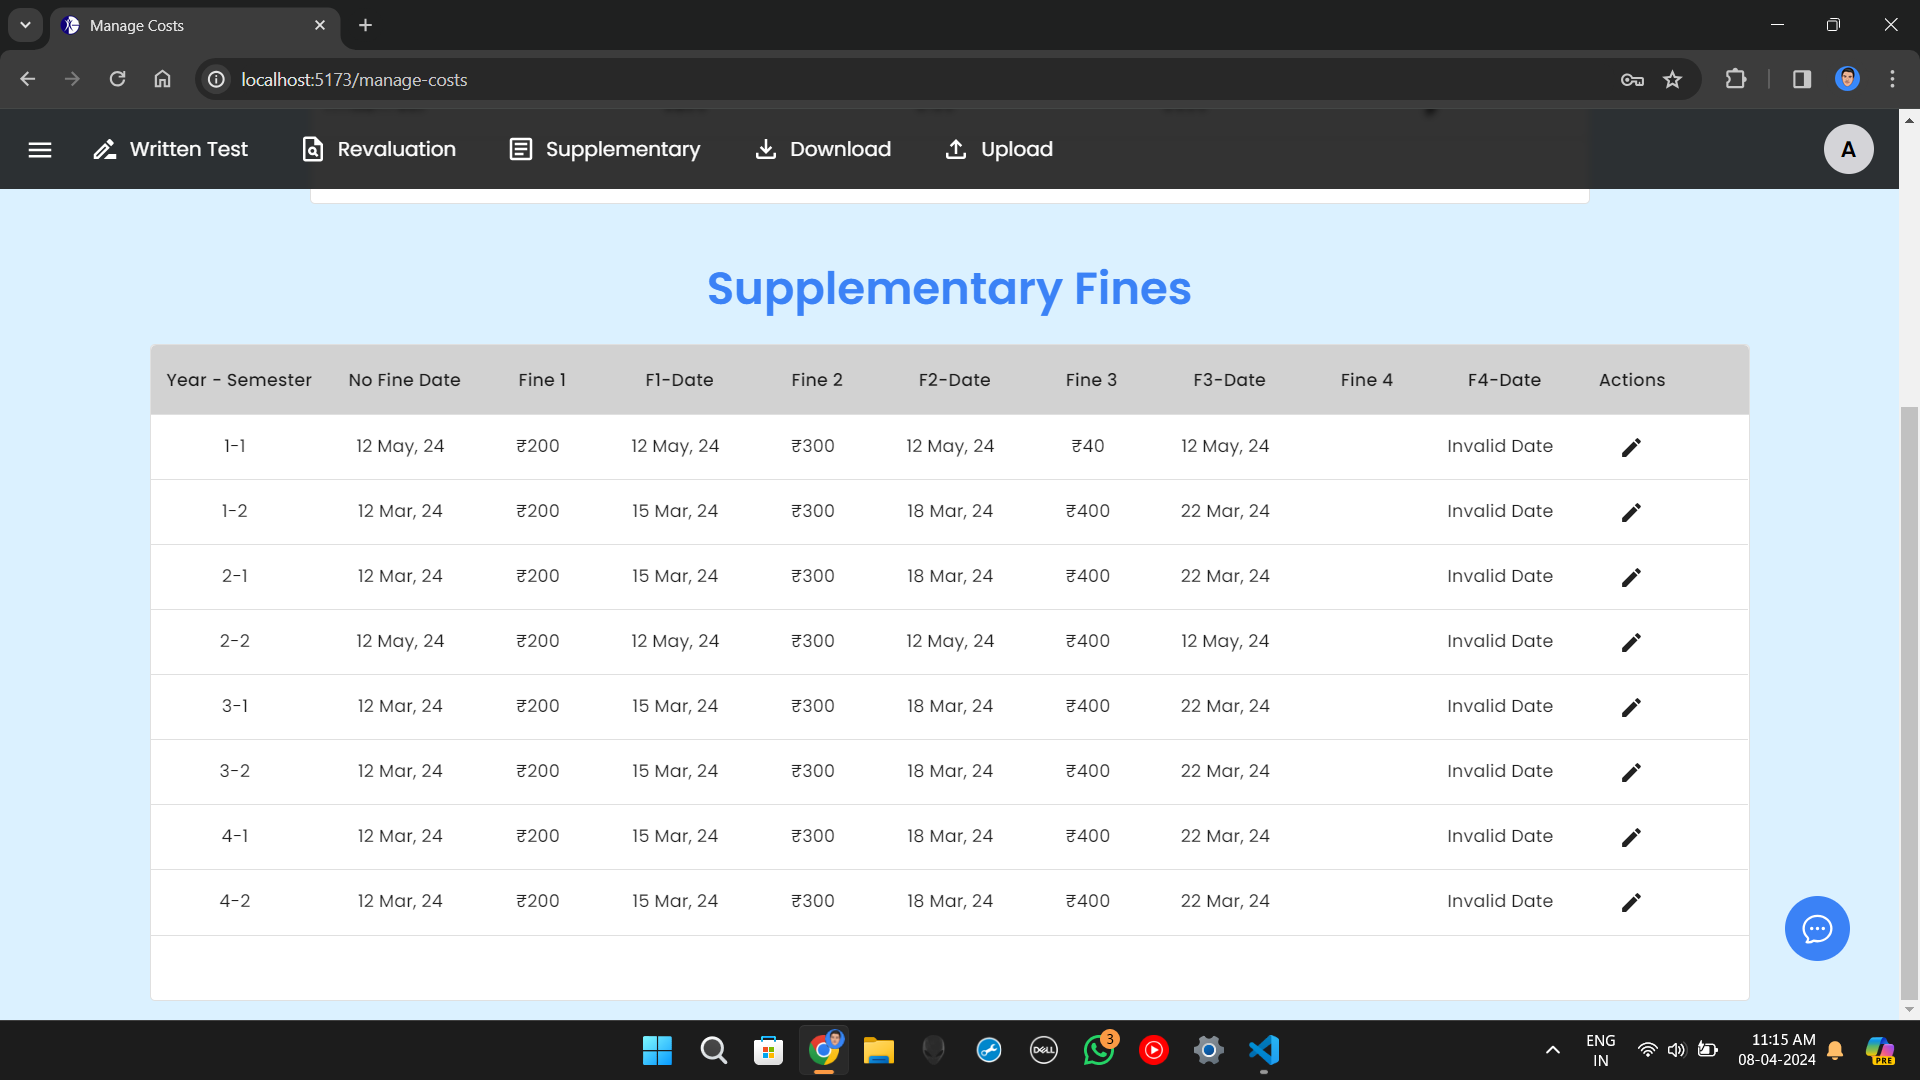 Manage Costs
localhost:5173/manage-costs
Written Test Revaluation Supplementary Download Upload A
Supplementary Fines
Year - Semester No Fine Date Fine 1 F1-Date Fine 2 F2-Date Fine 3 F3-Date Fine 4 F4-Date Actions
1-1 12 May, 24 ₹200 12 May, 24 ₹300 12 May, 24 ₹40 12 May, 24 Invalid Date
1-2 12 Mar, 24 ₹200 15 Mar, 24 ₹300 18 Mar, 24 ₹400 22 Mar, 24 Invalid Date
2-1 12 Mar, 24 ₹200 15 Mar, 24 ₹300 18 Mar, 24 ₹400 22 Mar, 24 Invalid Date
2-2 12 May, 24 ₹200 12 May, 24 ₹300 12 May, 24 ₹400 12 May, 24 Invalid Date
3-1 12 Mar, 24 ₹200 15 Mar, 24 ₹300 18 Mar, 24 ₹400 22 Mar, 24 Invalid Date
3-2 12 Mar, 24 ₹200 15 Mar, 24 ₹300 18 Mar, 24 ₹400 22 Mar, 24 Invalid Date
4-1 12 Mar, 24 ₹200 15 Mar, 24 ₹300 18 Mar, 24 ₹400 22 Mar, 24 Invalid Date
4-2 12 Mar, 24 ₹200 15 Mar, 24 ₹300 18 Mar, 24 ₹400 22 Mar, 24 Invalid Date
DELL
3
ENG
IN
11:15 AM
08-04-2024
PRE